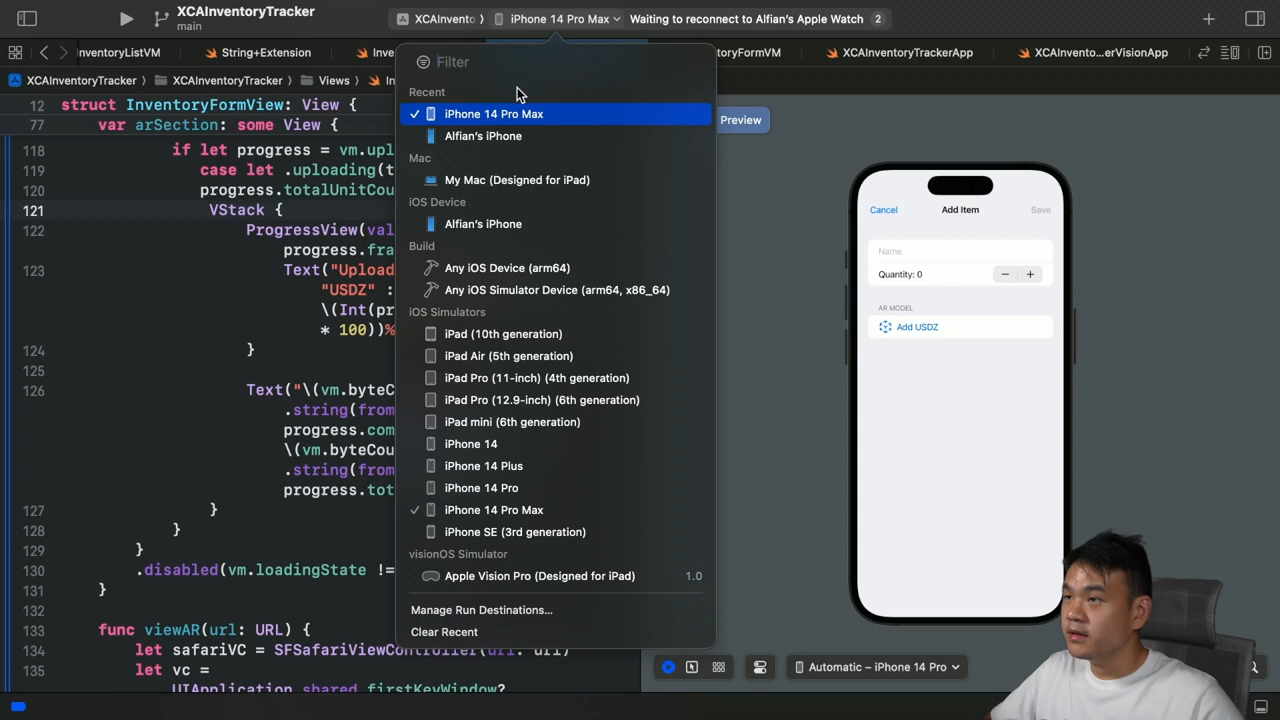 XCAInventoryTracker
main
XCAInvento ⟩ iPhone 14 Pro Max Waiting to reconnect to Alfian's Apple Watch 2
nventoryListVM String+Extension Inve oryFormVM XCAInventoryTrackerApp XCAInvento...erVisionApp
XCAInventoryTracker ⟩ XCAInventoryTracker ⟩ Views ⟩ In
12 struct InventoryFormView: View {
77 var arSection: some View {
118 if let progress = vm.upl
119 case let .uploading(t
120 progress.totalUnitCou
121 VStack {
122 ProgressView(val
progress.fra
123 Text("Upload
"USDZ" :
\(Int(pr
* 100))%
124 }
125
126 Text("\(vm.byteC
.string(from
progress.com
\(vm.byteCou
.string(from
progress.tot
127 }
128 }
129 }
130 .disabled(vm.loadingState !=
131 }
132
133 func viewAR(url: URL) {
134 let safariVC = SFSafariViewController(url: url)
135 let vc =
UIApplication.shared.firstKeyWindow?
Filter
Recent
iPhone 14 Pro Max
Alfian's iPhone
Mac
My Mac (Designed for iPad)
iOS Device
Alfian's iPhone
Build
Any iOS Device (arm64)
Any iOS Simulator Device (arm64, x86_64)
iOS Simulators
iPad (10th generation)
iPad Air (5th generation)
iPad Pro (11-inch) (4th generation)
iPad Pro (12.9-inch) (6th generation)
iPad mini (6th generation)
iPhone 14
iPhone 14 Plus
iPhone 14 Pro
iPhone 14 Pro Max
iPhone SE (3rd generation)
visionOS Simulator
Apple Vision Pro (Designed for iPad) 1.0
Manage Run Destinations...
Clear Recent
Preview
Cancel Add Item Save
Name
Quantity: 0
AR MODEL
Add USDZ
Automatic – iPhone 14 Pro